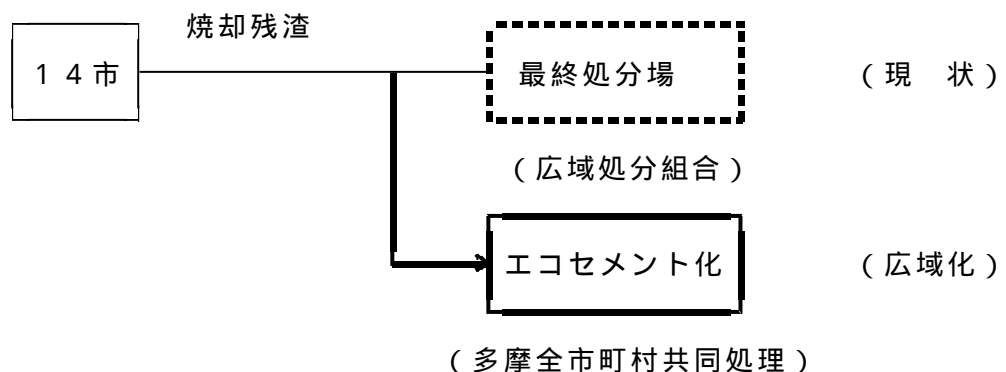 焼却残渣
１４市
最終処分場
（現　状）
（広域処分組合）
エコセメント化
（広域化）
（多摩全市町村共同処理）